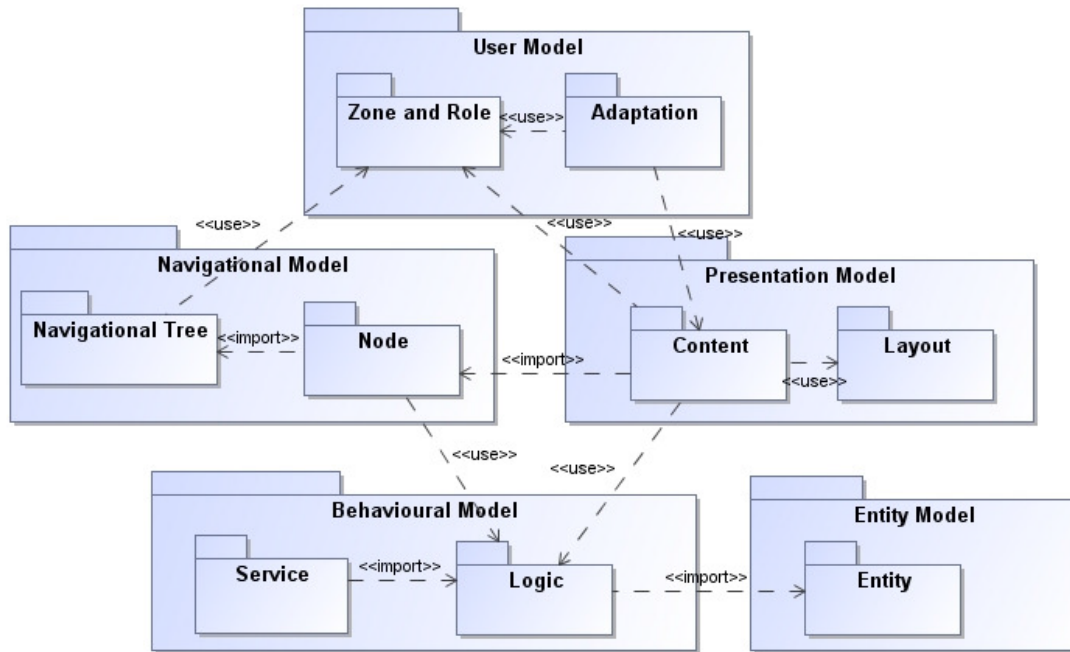 User Model
Zone and Role
<<use>>
Adaptation
<<use>>
<<use>>
<<use>>
Navigational Model
Presentation Model
Navigational Tree
<<import>>
Node
<<import>>
Content
<<use>>
Layout
<<use>>
<<use>>
Behavioural Model
Entity Model
Service
<<import>>
Logic
<<import>>
Entity